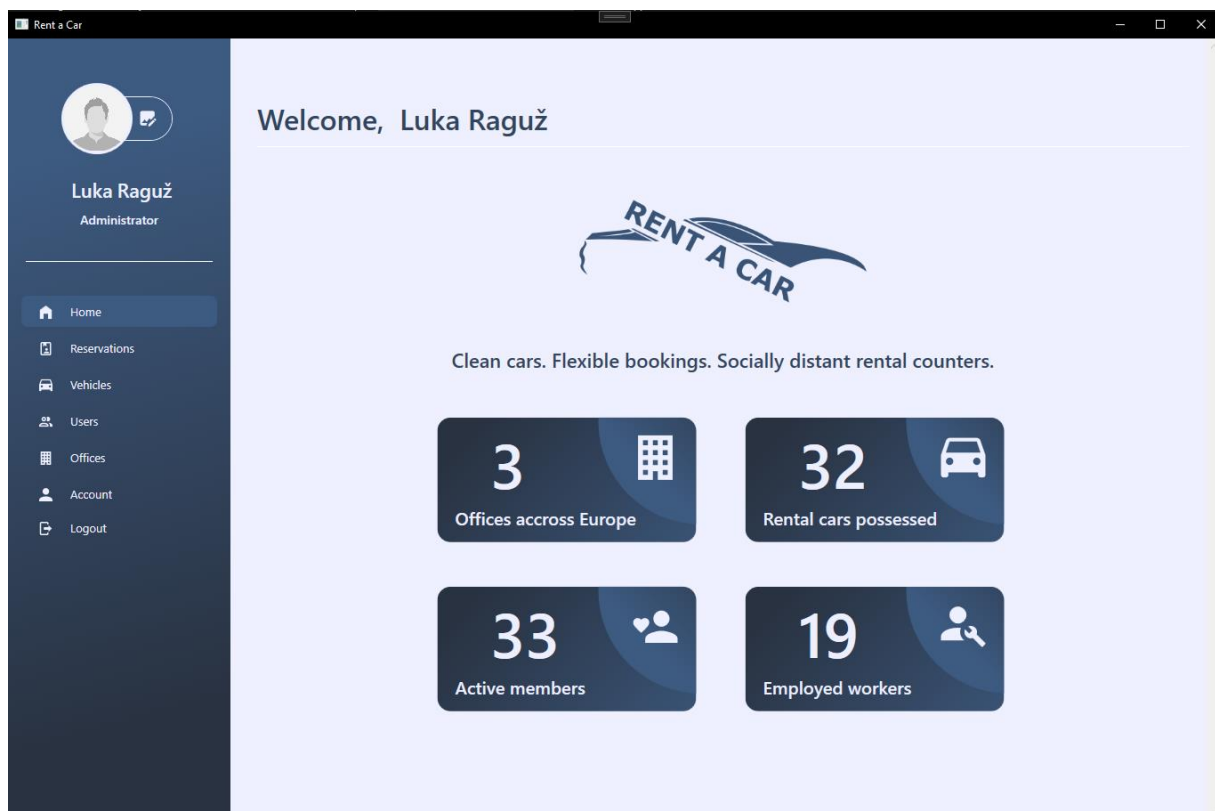 Rent a Car
Luka Raguž
Administrator
Home
Reservations
Vehicles
Users
Offices
Account
Logout
Welcome,  Luka Raguž
RENT A CAR
Clean cars. Flexible bookings. Socially distant rental counters.
3
Offices accross Europe
32
Rental cars possessed
33
Active members
19
Employed workers